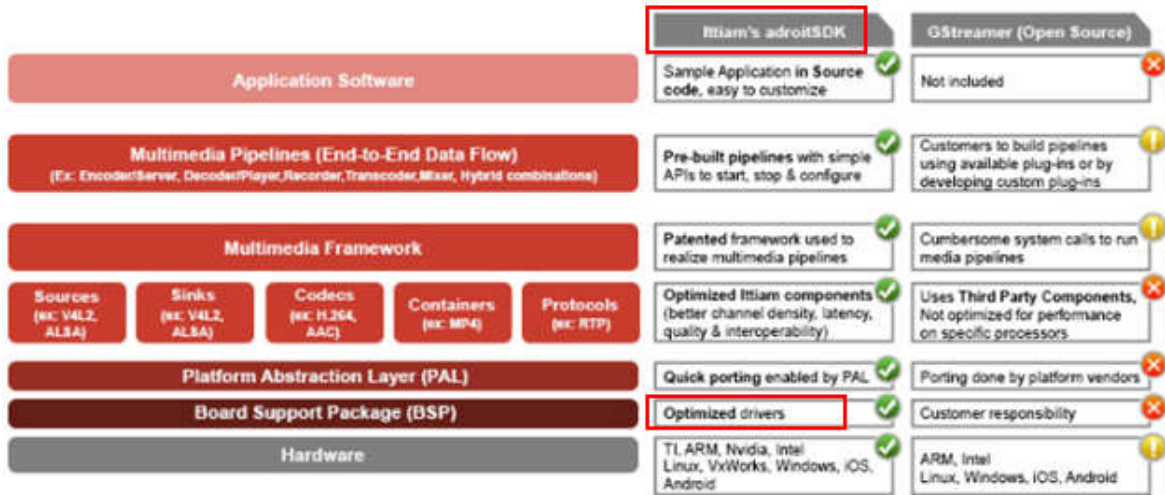 Ittiam's adroitSDK
GStreamer (Open Source)
Application Software
Sample Application in Source
code, easy to customize
Not included
Multimedia Pipelines (End-to-End Data Flow)
(Ex: Encoder/Server, Decoder/Player,Recorder,Transcoder,Mixer, Hybrid combinations)
Pre-built pipelines with simple
APIs to start, stop & configure
Customers to build pipelines
using available plug-ins or by
developing custom plug-ins
Multimedia Framework
Patented framework used to
realize multimedia pipelines
Cumbersome system calls to run
media pipelines
Sources
(ex: V4L2,
ALSA)
Sinks
(ex: V4L2,
ALSA)
Codecs
(ex: H.264,
AAC)
Containers
(ex: MP4)
Protocols
(ex: RTP)
Optimized Ittiam components
(better channel density, latency,
quality & interoperability)
Uses Third Party Components,
Not optimized for performance
on specific processors
Platform Abstraction Layer (PAL)
Quick porting enabled by PAL
Porting done by platform vendors
Board Support Package (BSP)
Optimized drivers
Customer responsibility
Hardware
TI, ARM, Nvidia, Intel
Linux, VxWorks, Windows, iOS,
Android
ARM, Intel
Linux, Windows, iOS, Android